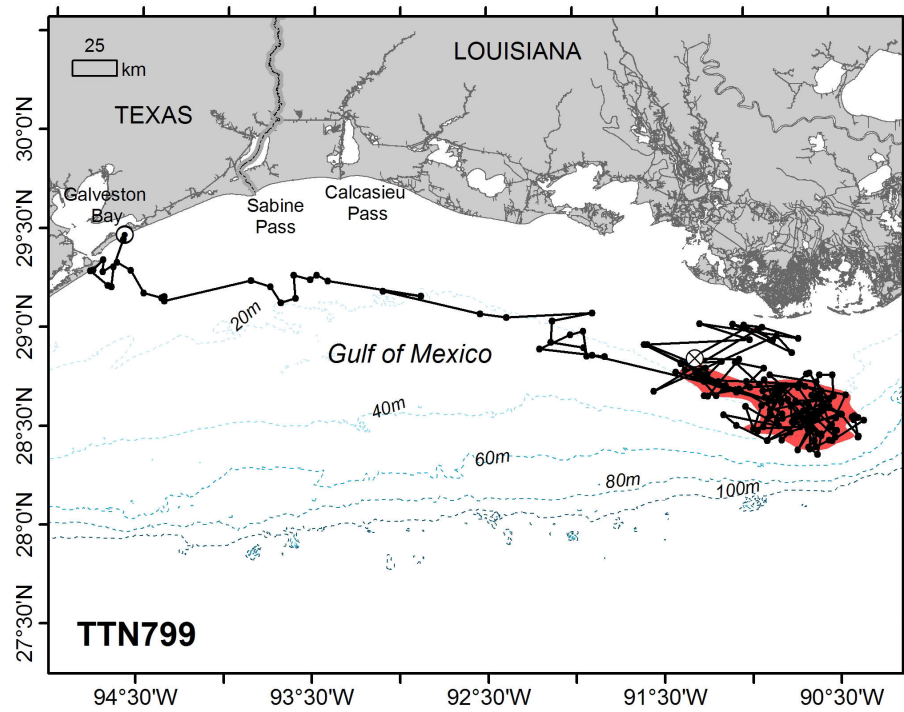 25
km
LOUISIANA
TEXAS
Galveston
Bay
Sabine
Pass
Calcasieu
Pass
20m
Gulf of Mexico
40m
60m
80m
100m
TTN799
30°0'N
29°30'N
29°0'N
28°30'N
28°0'N
27°30'N
94°30'W
93°30'W
92°30'W
91°30'W
90°30'W